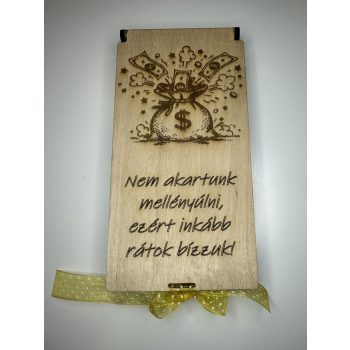 $
Nem akartunk
mellényúlni,
ezért inkább
rátok bízzuk!